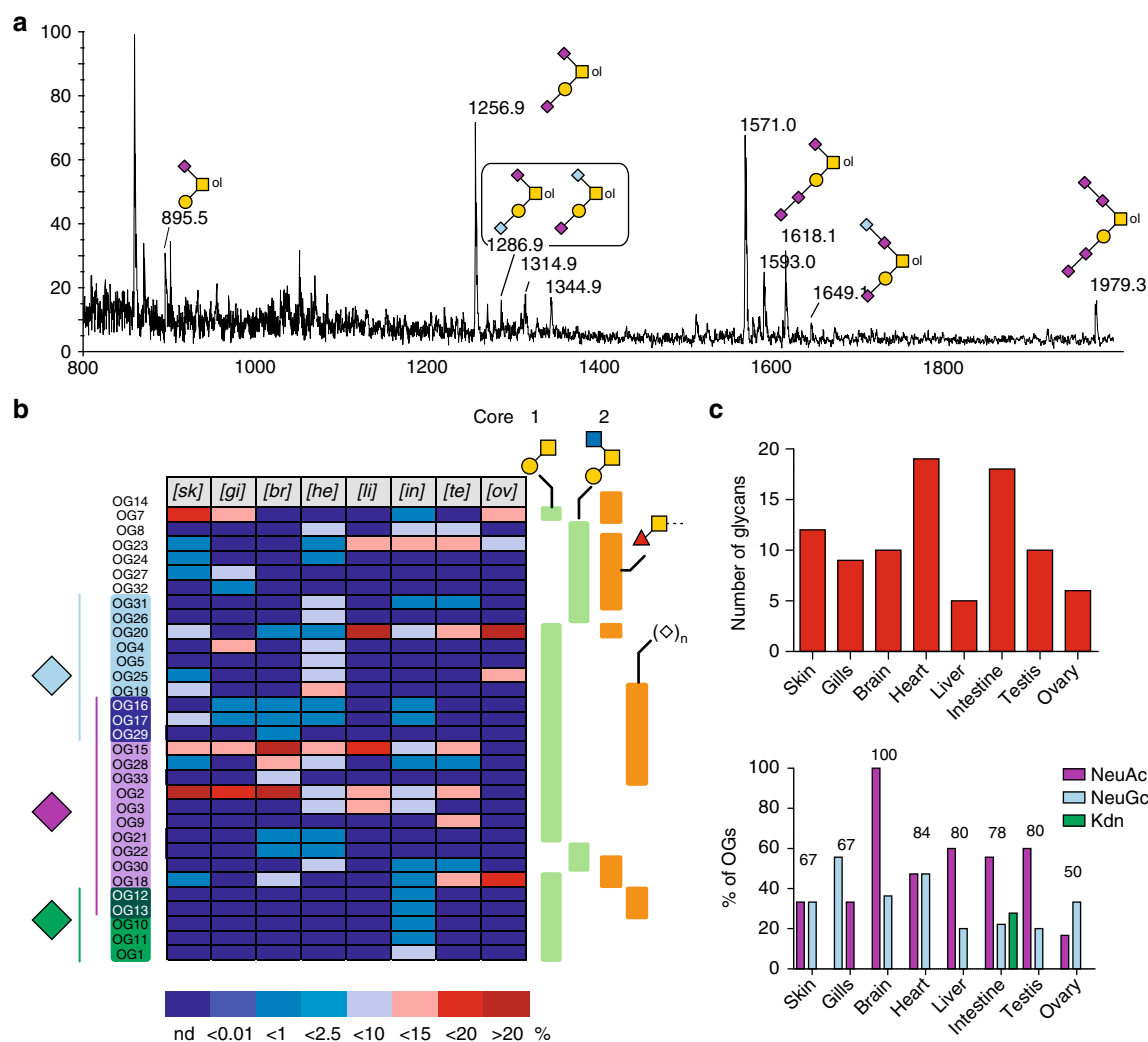 a
100
80
60
40
20
0
800
1000
1200
1400
1600
1800
895.5
ol
1256.9
ol
ol
ol
1286.9
1314.9
1344.9
1571.0
ol
1593.0
1618.1
1649.1
ol
1979.3
ol
b
Core 1 2
[sk] [gi] [br] [he] [li] [in] [te] [ov]
OG14
OG7
OG8
OG23
OG24
OG27
OG32
OG31
OG26
OG20
OG4
OG5
OG25
OG19
OG16
OG17
OG29
OG15
OG28
OG33
OG2
OG3
OG9
OG21
OG22
OG30
OG18
OG12
OG13
OG10
OG11
OG1
( )n
nd <0.01 <1 <2.5 <10 <15 <20 >20 %
c
Number of glycans
20
15
10
5
0
Skin Gills Brain Heart Liver Intestine Testis Ovary
% of OGs
100
80
60
40
20
0
67 67 100 84 80 78 80 50
NeuAc
NeuGc
Kdn
Skin Gills Brain Heart Liver Intestine Testis Ovary